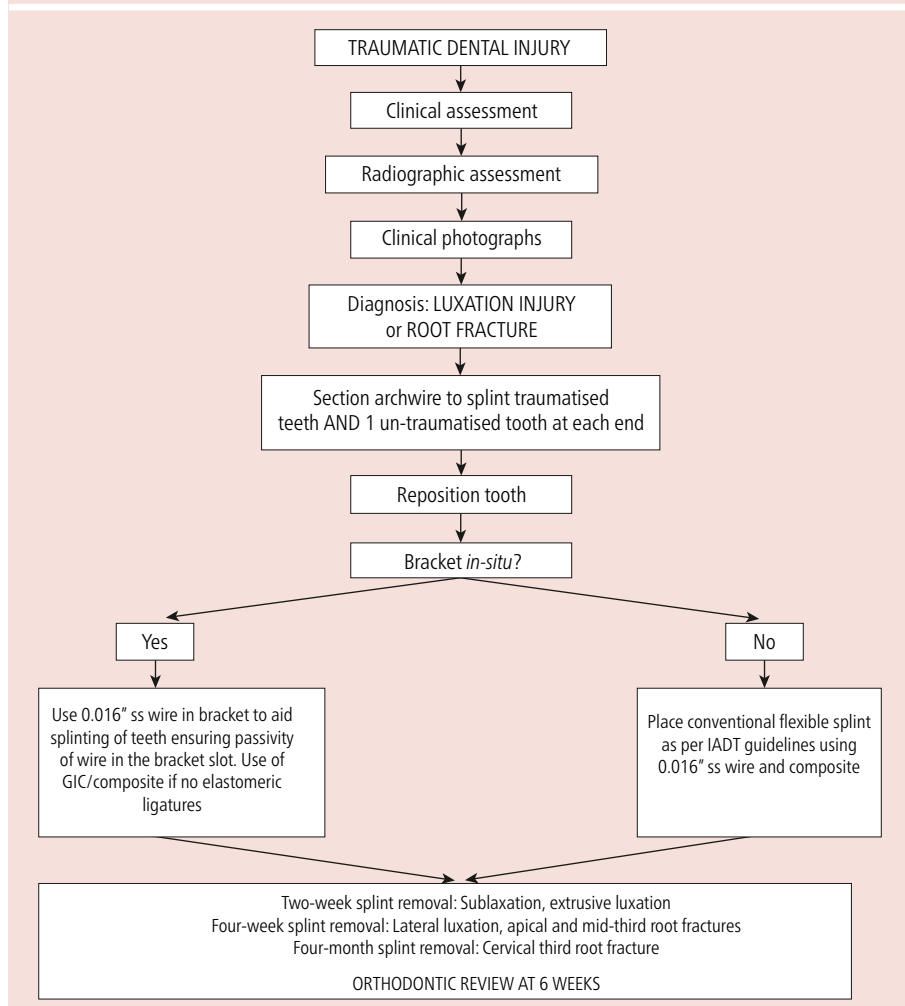 TRAUMATIC DENTAL INJURY
Clinical assessment
Radiographic assessment
Clinical photographs
Diagnosis: LUXATION INJURY
or ROOT FRACTURE
Section archwire to splint traumatised
teeth AND 1 un-traumatised tooth at each end
Reposition tooth
Bracket in-situ?
Yes
No
Use 0.016" ss wire in bracket to aid
splinting of teeth ensuring passivity
of wire in the bracket slot. Use of
GIC/composite if no elastomeric
ligatures
Place conventional flexible splint
as per IADT guidelines using
0.016" ss wire and composite
Two-week splint removal: Sublaxation, extrusive luxation
Four-week splint removal: Lateral luxation, apical and mid-third root fractures
Four-month splint removal: Cervical third root fracture
ORTHODONTIC REVIEW AT 6 WEEKS